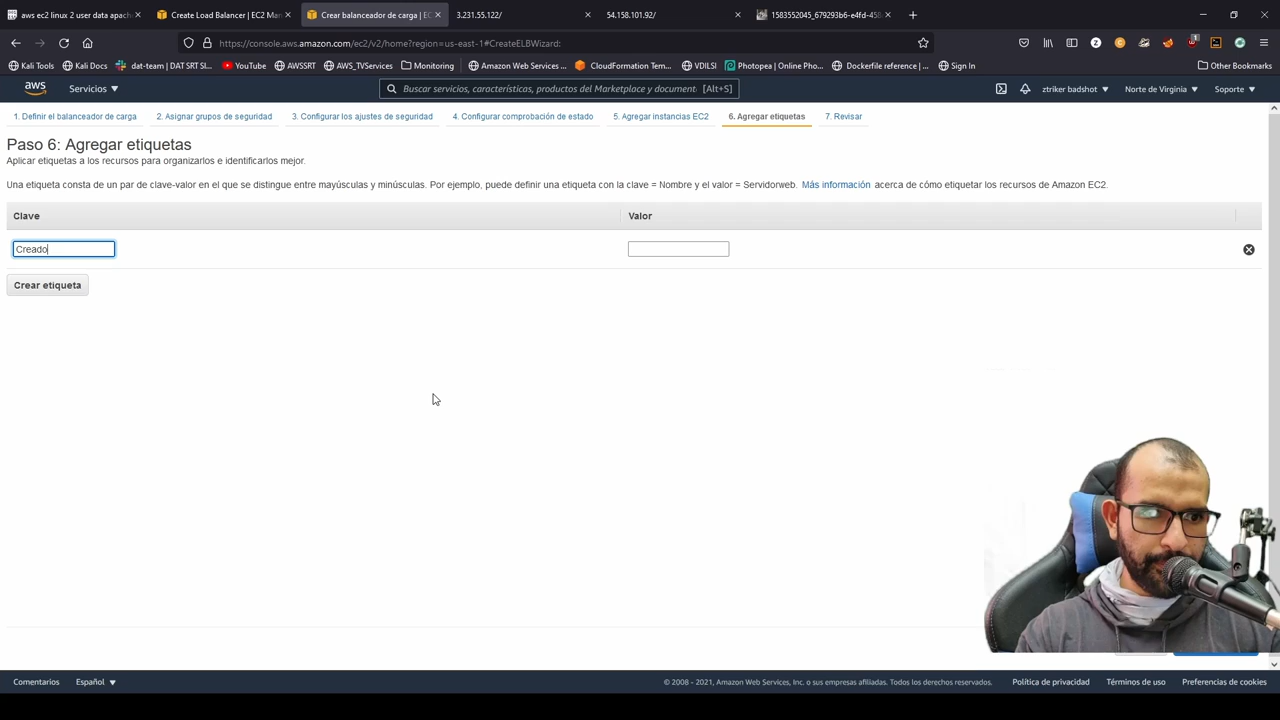 aws ec2 linux 2 user data apach
Create Load Balancer | EC2 Man
Crear balanceador de carga | EC
3.231.55.122/
54.158.101.92/
aws
1583552045_679293b6-e4fd-458
https://console.aws.amazon.com/ec2/v2/home?region=us-east-1#CreateELBWizard:
Kali Tools
Kali Docs
dat-team | DAT SRT Sl...
YouTube
AWSSRT
AWS_TVServices
Monitoring
Amazon Web Services ...
CloudFormation Tem...
VDILSI
Photopea | Online Pho...
Dockerfile reference | ...
Sign In
Other Bookmarks
aws
Servicios
Buscar servicios, características, productos del Marketplace y document
[Alt+S]
ztriker badshot
Norte de Virginia
Soporte
1. Definir el balanceador de carga
2. Asignar grupos de seguridad
3. Configurar los ajustes de seguridad
4. Configurar comprobación de estado
5. Agregar instancias EC2
6. Agregar etiquetas
7. Revisar
Paso 6: Agregar etiquetas
Aplicar etiquetas a los recursos para organizarlos e identificarlos mejor.
Una etiqueta consta de un par de clave-valor en el que se distingue entre mayúsculas y minúsculas. Por ejemplo, puede definir una etiqueta con la clave = Nombre y el valor = Servidorweb. Más información acerca de cómo etiquetar los recursos de Amazon EC2.
Clave
Valor
Creado
Crear etiqueta
Comentarios
Español
© 2008 - 2021, Amazon Web Services, Inc. o sus empresas afiliadas. Todos los derechos reservados.
Política de privacidad
Términos de uso
Preferencias de cookies